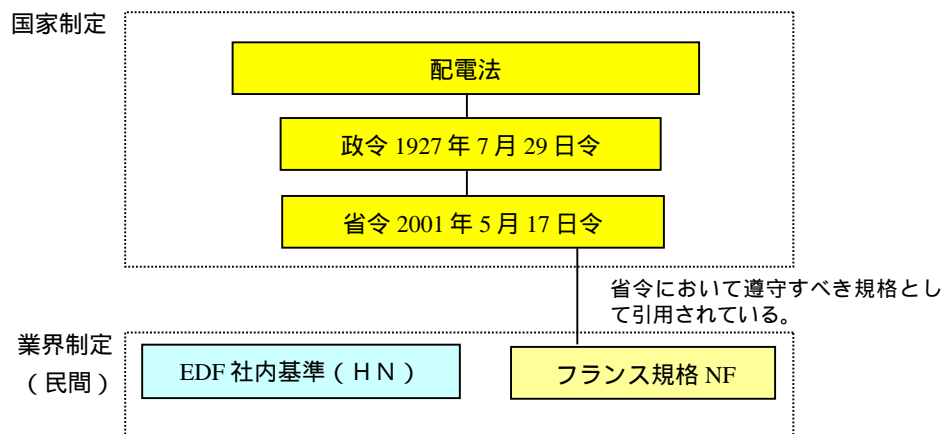 国家制定
配電法
政令 1927 年 7 月 29 日令
省令 2001 年 5 月 17 日令
省令において遵守すべき規格とし
て引用されている。
業界制定
（民間）
EDF 社内基準（ＨＮ）
フランス規格 NF